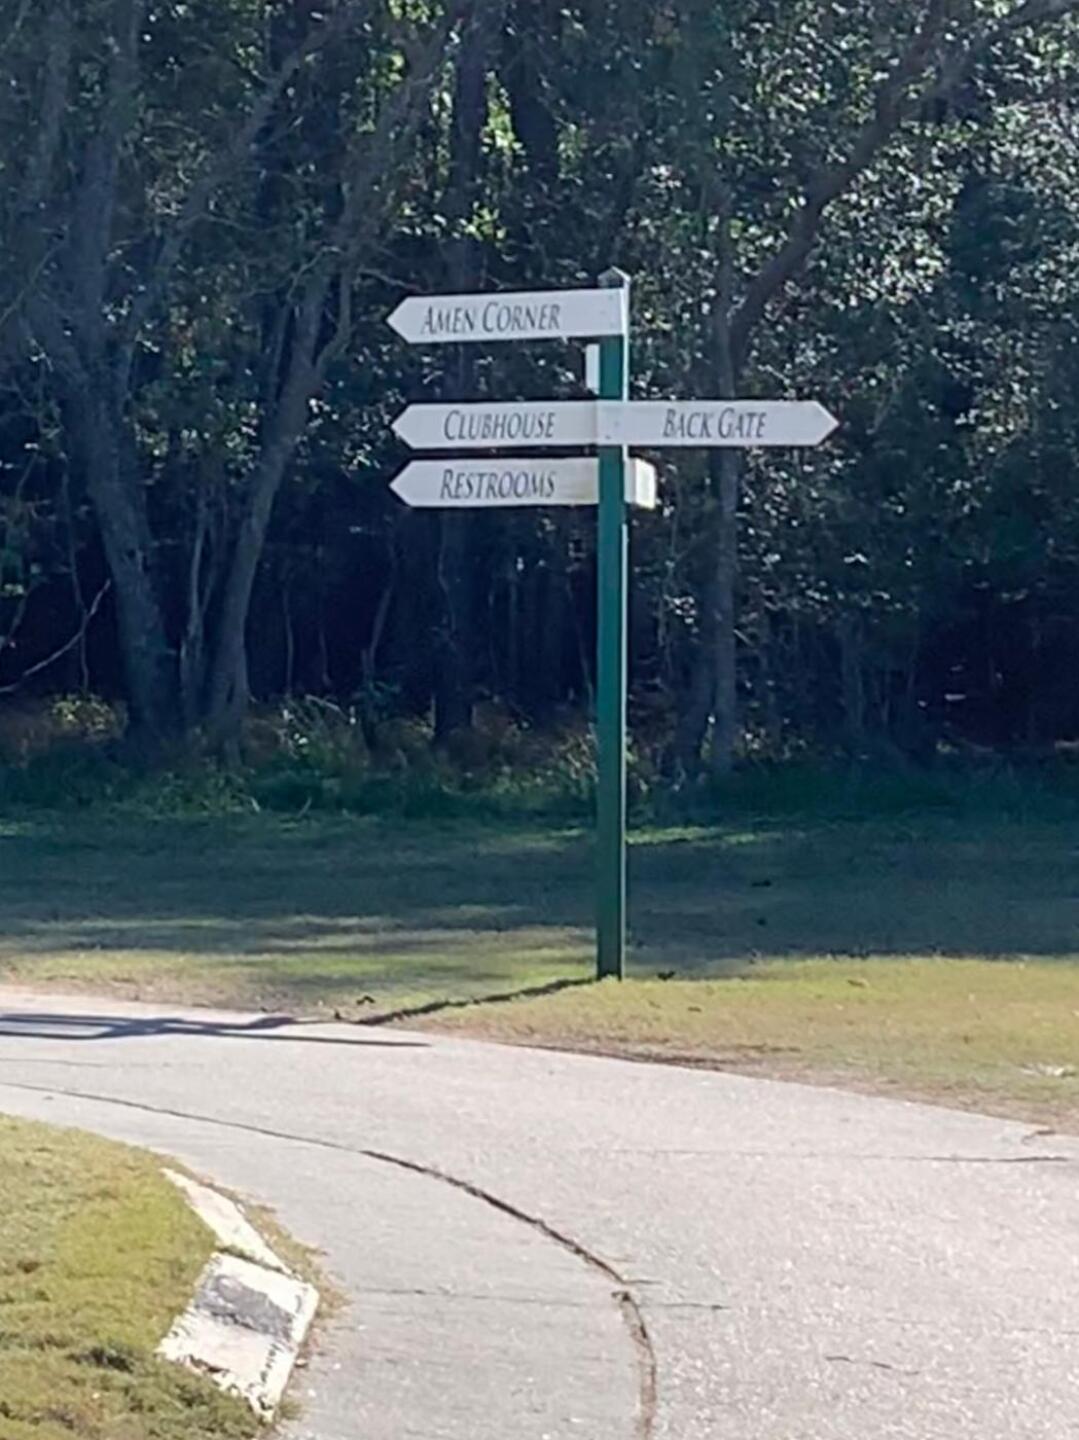 AMEN CORNER
CLUBHOUSE
BACK GATE
RESTROOMS